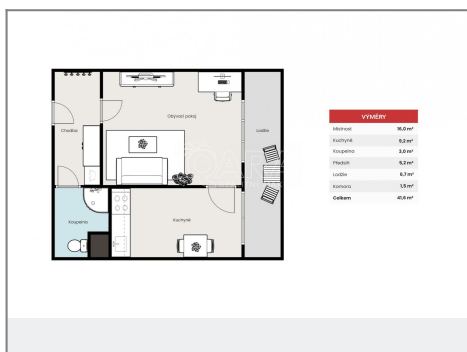 Chodba
Obývací pokoj
Lodžie
Koupelna
Kuchyně
VÝMĚRY
Místnost 16,0 m²
Kuchyně 9,2 m²
Koupelna 3,0 m²
Předsíň 5,2 m²
Lodžie 6,7 m²
Komora 1,5 m²
Celkem 41,6 m²